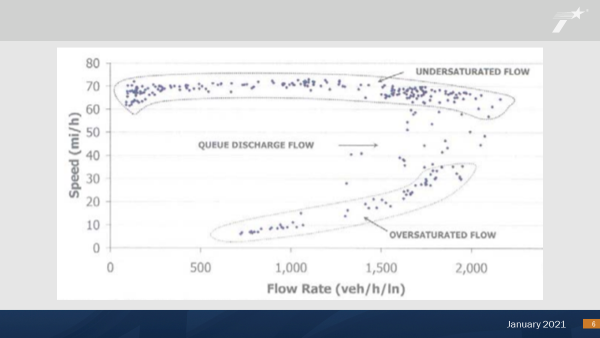 80
70
60
50
40
30
20
10
0
Speed (mi/h)
UNDERSATURATED FLOW
QUEUE DISCHARGE FLOW
OVERSATURATED FLOW
0 500 1,000 1,500 2,000
Flow Rate (veh/h/ln)
January 2021 6